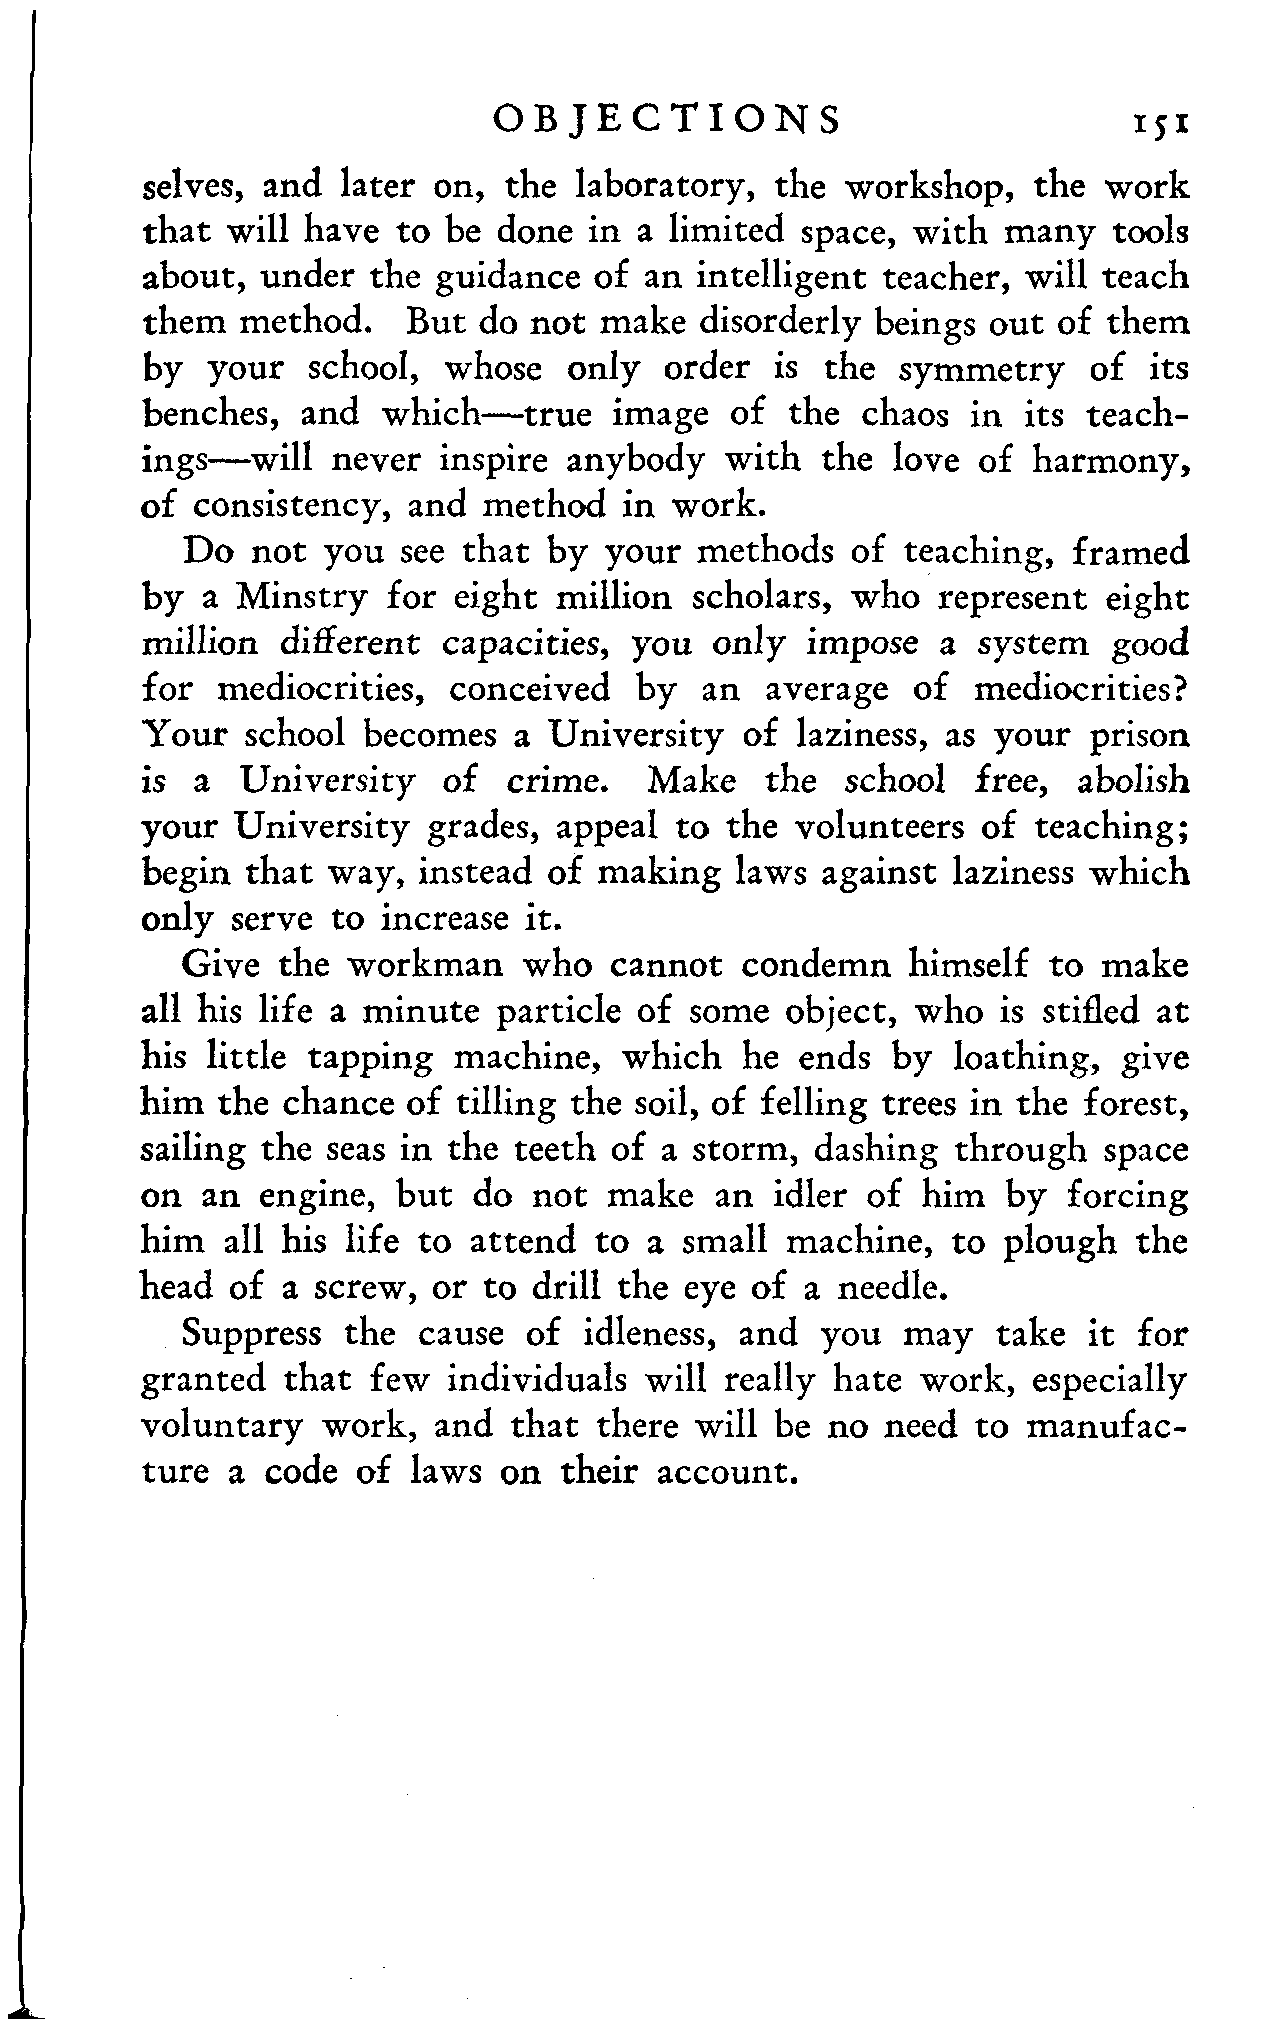 OBJECTIONS 151
selves, and later on, the laboratory, the workshop, the work
that will have to be done in a limited space, with many tools
about, under the guidance of an intelligent teacher, will teach
them method. But do not make disorderly beings out of them
by your school, whose only order is the symmetry of its
benches, and which—true image of the chaos in its teach-
ings—will never inspire anybody with the love of harmony,
of consistency, and method in work.
Do not you see that by your methods of teaching, framed
by a Minstry for eight million scholars, who represent eight
million different capacities, you only impose a system good
for mediocrities, conceived by an average of mediocrities?
Your school becomes a University of laziness, as your prison
is a University of crime. Make the school free, abolish
your University grades, appeal to the volunteers of teaching;
begin that way, instead of making laws against laziness which
only serve to increase it.
Give the workman who cannot condemn himself to make
all his life a minute particle of some object, who is stifled at
his little tapping machine, which he ends by loathing, give
him the chance of tilling the soil, of felling trees in the forest,
sailing the seas in the teeth of a storm, dashing through space
on an engine, but do not make an idler of him by forcing
him all his life to attend to a small machine, to plough the
head of a screw, or to drill the eye of a needle.
Suppress the cause of idleness, and you may take it for
granted that few individuals will really hate work, especially
voluntary work, and that there will be no need to manufac-
ture a code of laws on their account.